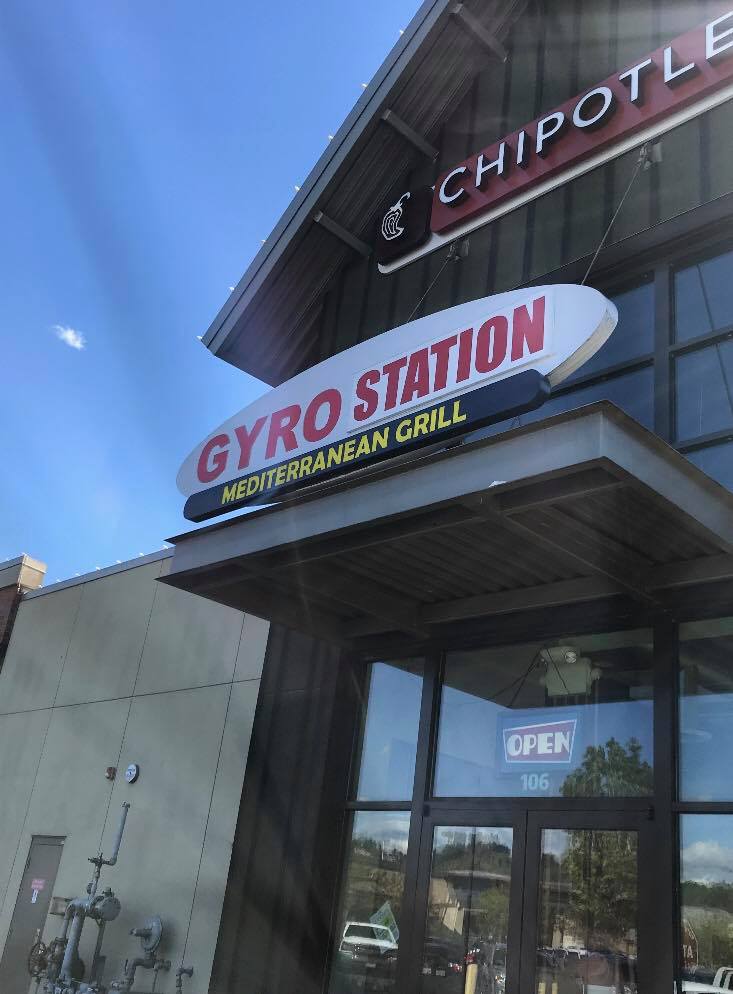 CHIPOTLE
GYRO STATION
MEDITERRANEAN GRILL
OPEN
106